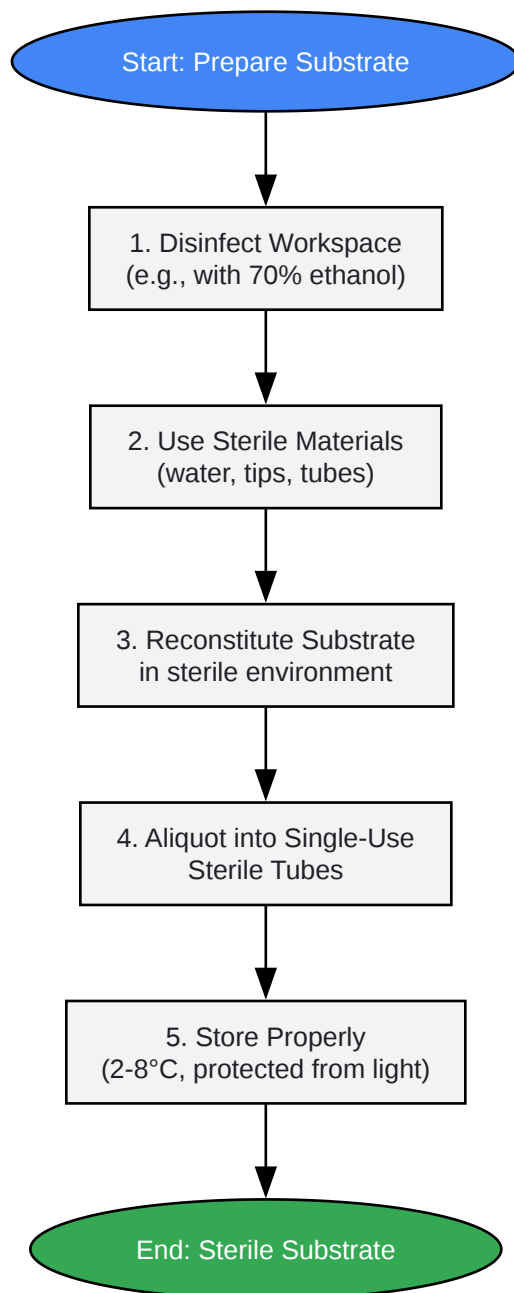 Start: Prepare Substrate
1. Disinfect Workspace
(e.g., with 70% ethanol)
2. Use Sterile Materials
(water, tips, tubes)
3. Reconstitute Substrate
in sterile environment
4. Aliquot into Single-Use
Sterile Tubes
5. Store Properly
(2-8°C, protected from light)
End: Sterile Substrate